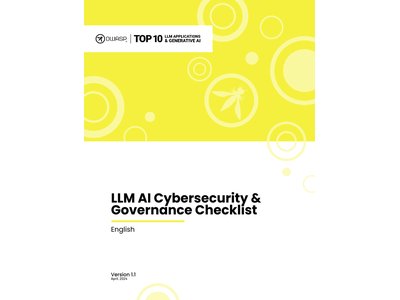 OWASP | TOP 10 LLM APPLICATIONS
& GENERATIVE AI
LLM AI Cybersecurity &
Governance Checklist
English
Version 1.1
April, 2024